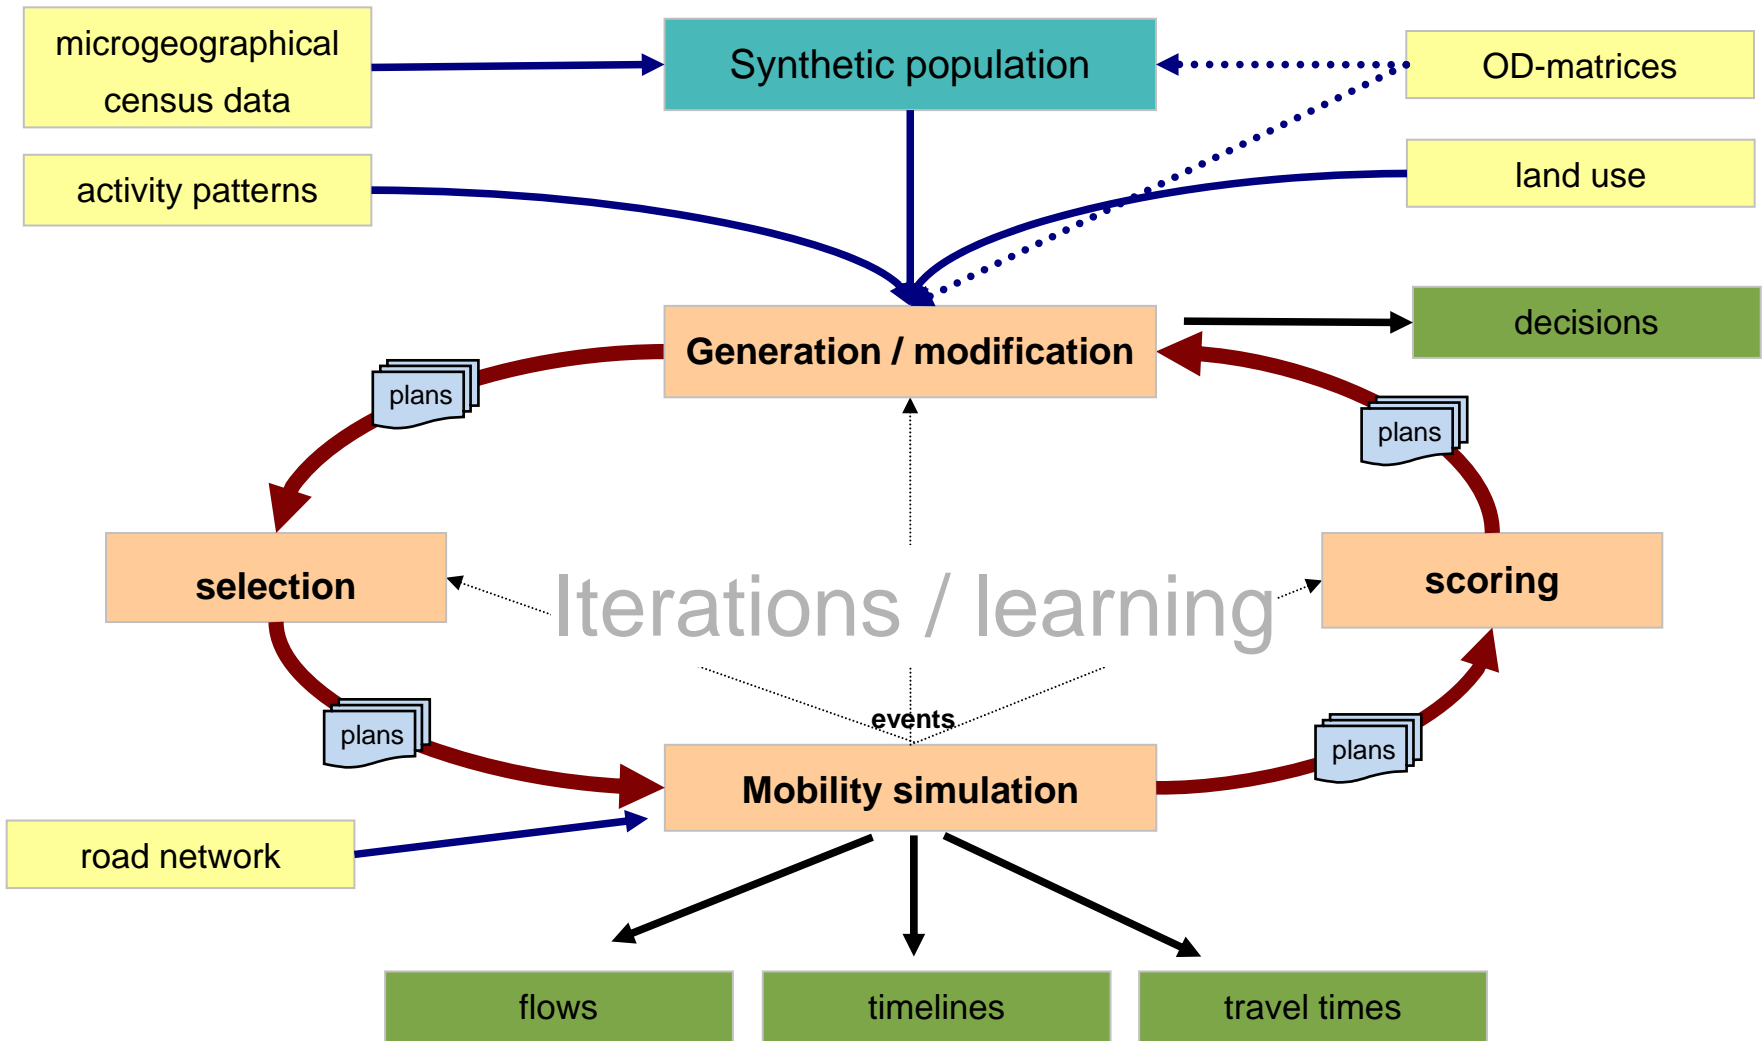 microgeographical
census data
Synthetic population
OD-matrices
activity patterns
land use
decisions
Generation / modification
plans
plans
selection
Iterations / learning
scoring
plans
events
plans
Mobility simulation
road network
flows
timelines
travel times